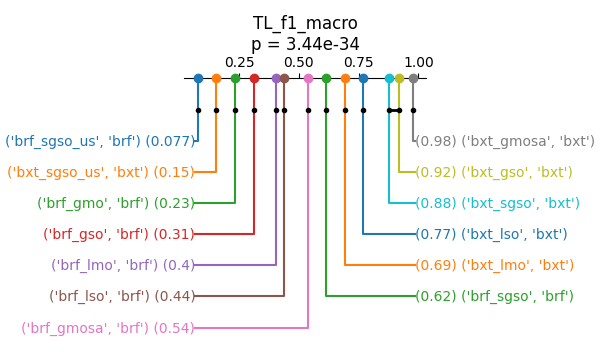 TL_f1_macro
p = 3.44e-34
0.25 0.50 0.75 1.00
('brf_sgso_us', 'brf') (0.077)
(0.98) ('bxt_gmosa', 'bxt')
('bxt_sgso_us', 'bxt') (0.15)
(0.92) ('bxt_gso', 'bxt')
('brf_gmo', 'brf') (0.23)
(0.88) ('bxt_sgso', 'bxt')
('brf_gso', 'brf') (0.31)
(0.77) ('bxt_lso', 'bxt')
('brf_lmo', 'brf') (0.4)
(0.69) ('bxt_lmo', 'bxt')
('brf_lso', 'brf') (0.44)
(0.62) ('brf_sgso', 'brf')
('brf_gmosa', 'brf') (0.54)